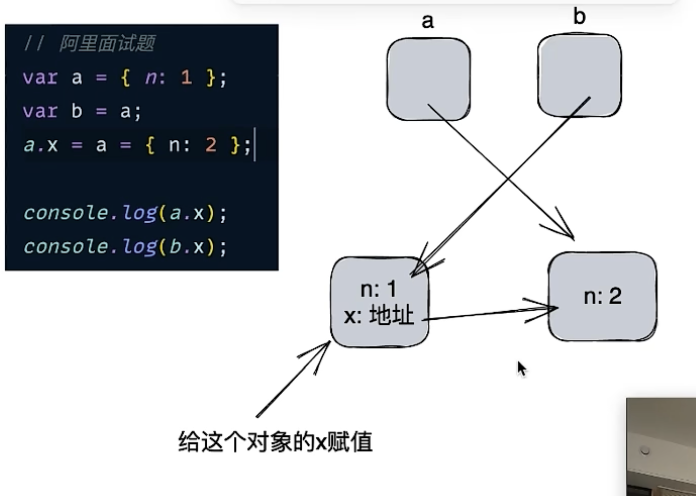 // 阿里面试题
var a = { n: 1 };
var b = a;
a.x = a = { n: 2 };
console.log(a.x);
console.log(b.x);
a
b
n: 1
x: 地址
n: 2
给这个对象的x赋值